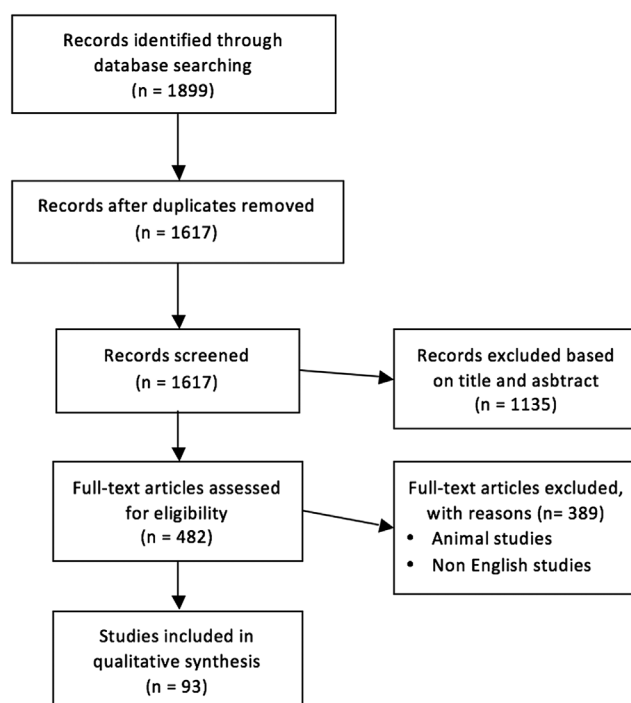 Records identified through
database searching
(n = 1899)
Records after duplicates removed
(n = 1617)
Records screened
(n = 1617)
Records excluded based
on title and asbtract
(n = 1135)
Full-text articles assessed
for eligibility
(n = 482)
Full-text articles excluded,
with reasons (n= 389)
• Animal studies
• Non English studies
Studies included in
qualitative synthesis
(n = 93)